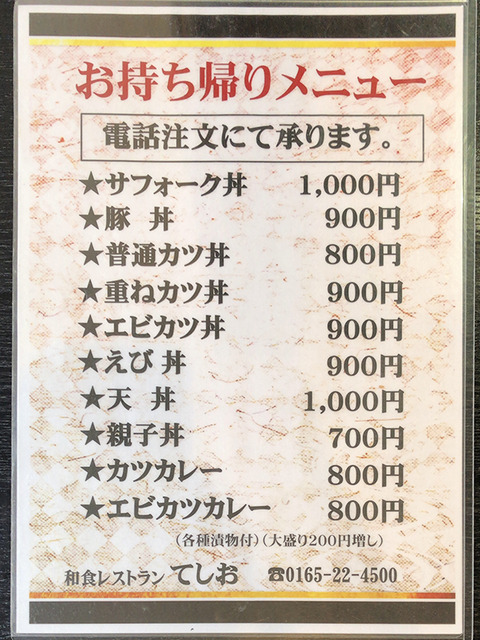 お持ち帰りメニュー
電話注文にて承ります。
★サフォーク丼 1,000円
★豚 丼 900円
★普通カツ丼 800円
★重ねカツ丼 900円
★エビカツ丼 900円
★えび丼 900円
★天 丼 1,000円
★親子丼 700円
★カツカレー 800円
★エビカツカレー 800円
(各種漬物付)(大盛り200円増し)
和食レストラン てしお ☎0165-22-4500